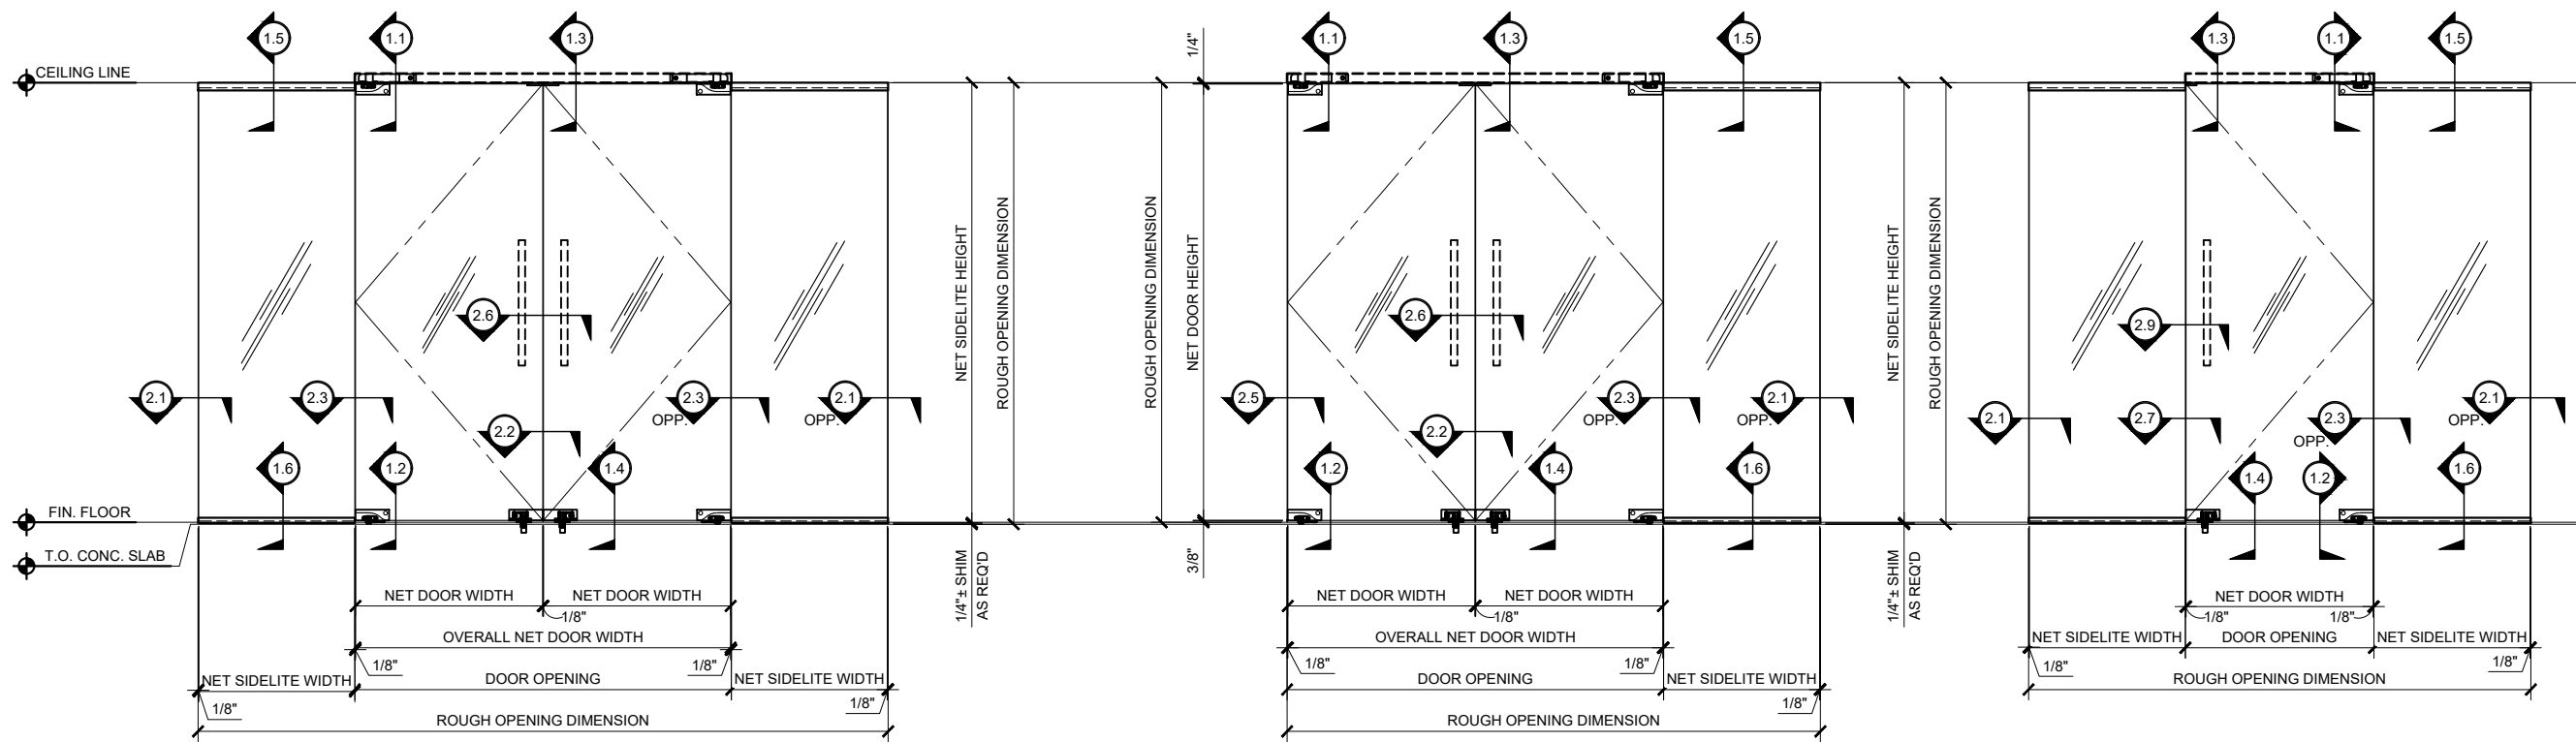 1.5
1.1
1.3
CEILING LINE
2.6
2.1
2.3
2.3
OPP.
2.1
OPP.
2.2
1.6
1.2
1.4
FIN. FLOOR
T.O. CONC. SLAB
NET SIDELITE HEIGHT
ROUGH OPENING DIMENSION
1/4"± SHIM
AS REQ'D
NET DOOR WIDTH
NET DOOR WIDTH
1/8"
OVERALL NET DOOR WIDTH
1/8"
1/8"
NET SIDELITE WIDTH
DOOR OPENING
NET SIDELITE WIDTH
1/8"
1/8"
ROUGH OPENING DIMENSION
1/4"
ROUGH OPENING DIMENSION
NET DOOR HEIGHT
3/8"
1.1
1.3
1.5
2.6
2.5
2.3
OPP.
2.1
OPP.
2.2
1.2
1.4
1.6
NET SIDELITE HEIGHT
ROUGH OPENING DIMENSION
1/4"± SHIM
AS REQ'D
NET DOOR WIDTH
NET DOOR WIDTH
1/8"
OVERALL NET DOOR WIDTH
1/8"
1/8"
DOOR OPENING
NET SIDELITE WIDTH
1/8"
ROUGH OPENING DIMENSION
1.3
1.1
1.5
2.9
2.1
2.7
2.3
OPP.
2.1
OPP.
1.4
1.2
1.6
NET DOOR WIDTH
1/8"
1/8"
NET SIDELITE WIDTH
DOOR OPENING
NET SIDELITE WIDTH
1/8"
1/8"
ROUGH OPENING DIMENSION